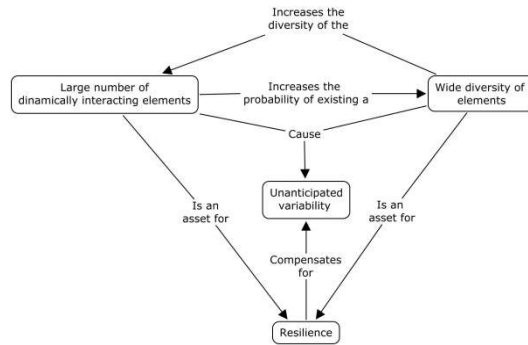 Increases the
diversity of the
Large number of
dinamically interacting elements
Increases the
probability of existing a
Wide diversity of
elements
Cause
Unanticipated
variability
Is an
asset for
Is an
asset for
Compensates
for
Resilience